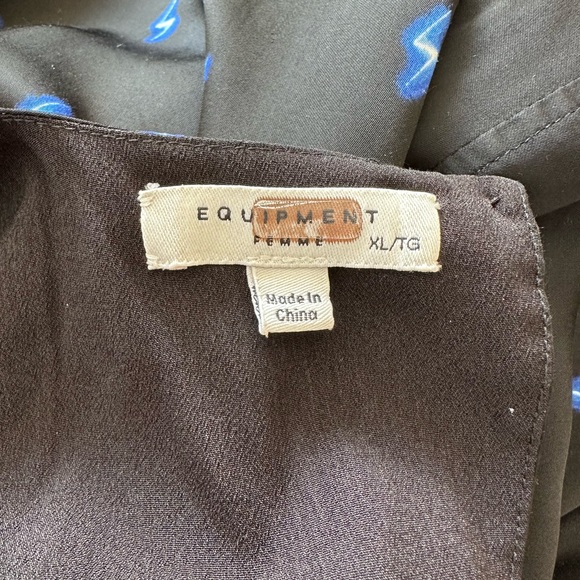 EQUIPMENT
FEMME XL/TG
Made In
China